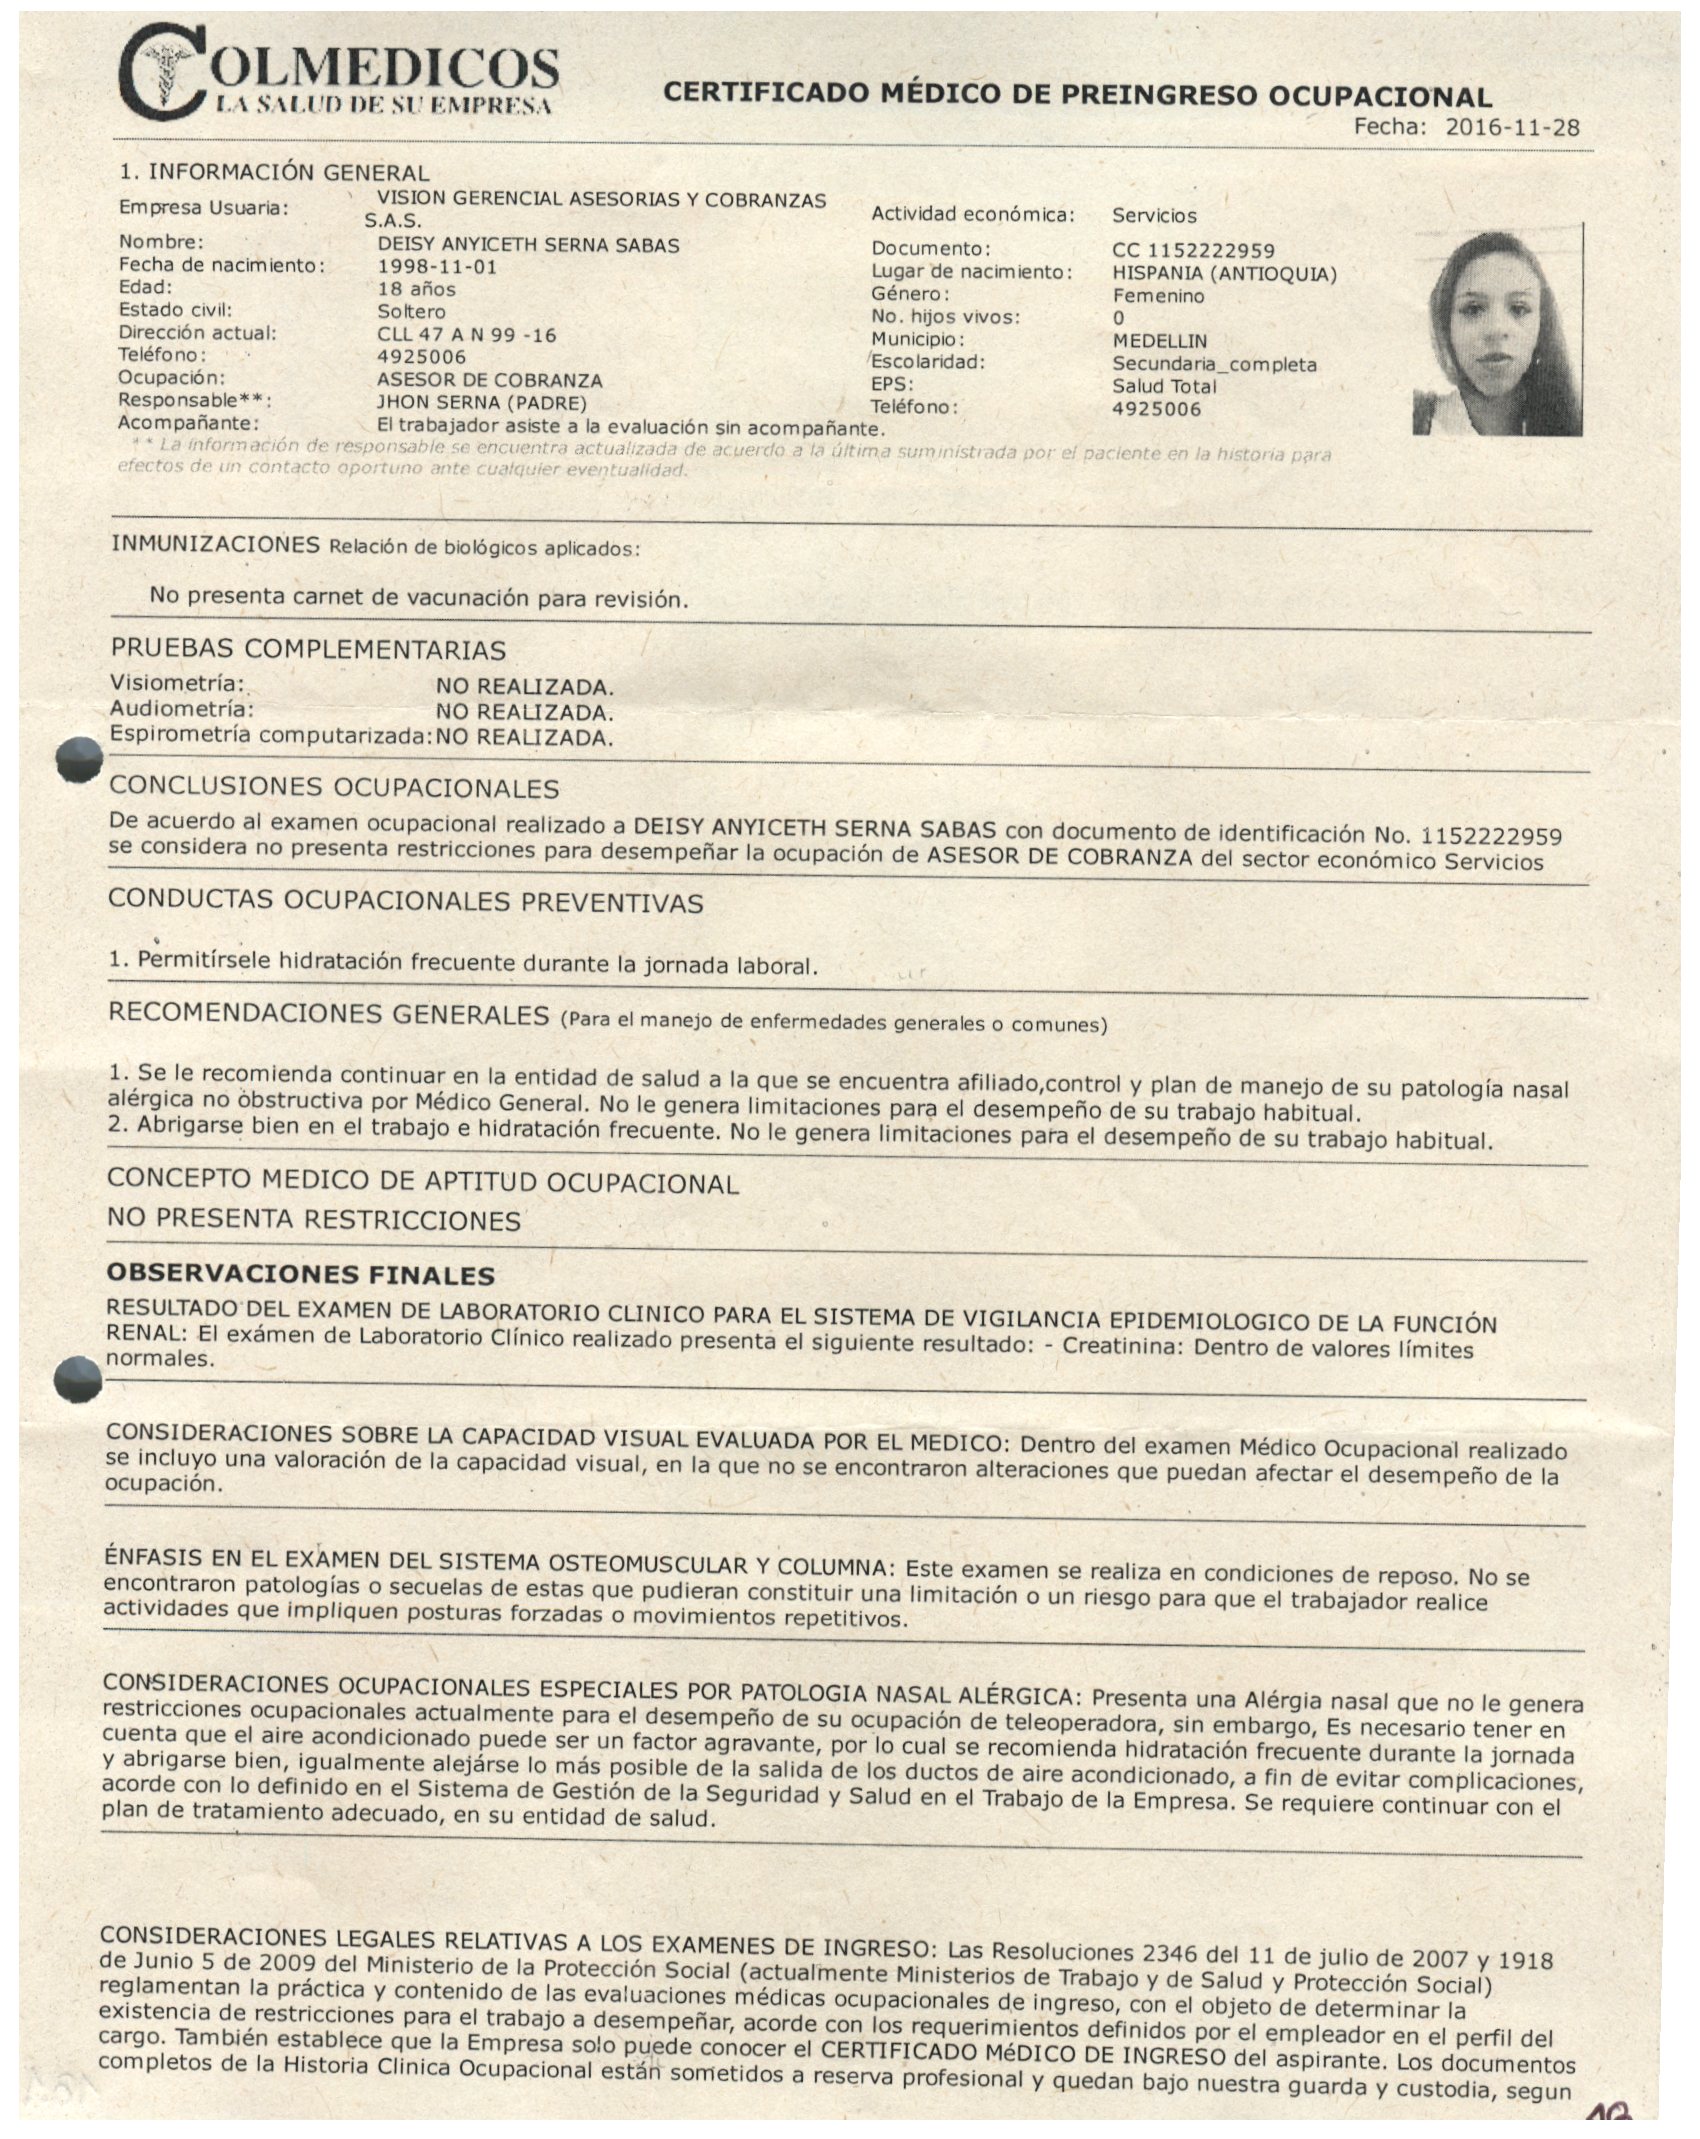 COLMEDICOS
LA SALUD DE SU EMPRESA
CERTIFICADO MÉDICO DE PREINGRESO OCUPACIONAL
Fecha: 2016-11-28
1. INFORMACIÓN GENERAL
Empresa Usuaria: VISION GERENCIAL ASESORIAS Y COBRANZAS S.A.S. Actividad económica: Servicios
Nombre: DEISY ANYICETH SERNA SABAS Documento: CC 1152222959
Fecha de nacimiento: 1998-11-01 Lugar de nacimiento: HISPANIA (ANTIOQUIA)
Edad: 18 años Género: Femenino
Estado civil: Soltero No. hijos vivos: 0
Dirección actual: CLL 47 A N 99 -16 Municipio: MEDELLIN
Teléfono: 4925006 Escolaridad: Secundaria_completa
Ocupación: ASESOR DE COBRANZA EPS: Salud Total
Responsable**: JHON SERNA (PADRE) Teléfono: 4925006
Acompañante: El trabajador asiste a la evaluación sin acompañante.
** La información de responsable se encuentra actualizada de acuerdo a la última suministrada por el paciente en la historia para
efectos de un contacto oportuno ante cualquier eventualidad.
INMUNIZACIONES Relación de biológicos aplicados:
No presenta carnet de vacunación para revisión.
PRUEBAS COMPLEMENTARIAS
Visiometría: NO REALIZADA.
Audiometría: NO REALIZADA.
Espirometría computarizada: NO REALIZADA.
CONCLUSIONES OCUPACIONALES
De acuerdo al examen ocupacional realizado a DEISY ANYICETH SERNA SABAS con documento de identificación No. 1152222959
se considera no presenta restricciones para desempeñar la ocupación de ASESOR DE COBRANZA del sector económico Servicios
CONDUCTAS OCUPACIONALES PREVENTIVAS
1. Permitírsele hidratación frecuente durante la jornada laboral.
RECOMENDACIONES GENERALES (Para el manejo de enfermedades generales o comunes)
1. Se le recomienda continuar en la entidad de salud a la que se encuentra afiliado,control y plan de manejo de su patología nasal
alérgica no obstructiva por Médico General. No le genera limitaciones para el desempeño de su trabajo habitual.
2. Abrigarse bien en el trabajo e hidratación frecuente. No le genera limitaciones para el desempeño de su trabajo habitual.
CONCEPTO MEDICO DE APTITUD OCUPACIONAL
NO PRESENTA RESTRICCIONES
OBSERVACIONES FINALES
RESULTADO DEL EXAMEN DE LABORATORIO CLINICO PARA EL SISTEMA DE VIGILANCIA EPIDEMIOLOGICO DE LA FUNCIÓN
RENAL: El exámen de Laboratorio Clínico realizado presenta el siguiente resultado: - Creatinina: Dentro de valores límites
normales.
CONSIDERACIONES SOBRE LA CAPACIDAD VISUAL EVALUADA POR EL MEDICO: Dentro del examen Médico Ocupacional realizado
se incluyo una valoración de la capacidad visual, en la que no se encontraron alteraciones que puedan afectar el desempeño de la
ocupación.
ÉNFASIS EN EL EXAMEN DEL SISTEMA OSTEOMUSCULAR Y COLUMNA: Este examen se realiza en condiciones de reposo. No se
encontraron patologías o secuelas de estas que pudieran constituir una limitación o un riesgo para que el trabajador realice
actividades que impliquen posturas forzadas o movimientos repetitivos.
CONSIDERACIONES OCUPACIONALES ESPECIALES POR PATOLOGIA NASAL ALÉRGICA: Presenta una Alérgia nasal que no le genera
restricciones ocupacionales actualmente para el desempeño de su ocupación de teleoperadora, sin embargo, Es necesario tener en
cuenta que el aire acondicionado puede ser un factor agravante, por lo cual se recomienda hidratación frecuente durante la jornada
y abrigarse bien, igualmente alejárse lo más posible de la salida de los ductos de aire acondicionado, a fin de evitar complicaciones,
acorde con lo definido en el Sistema de Gestión de la Seguridad y Salud en el Trabajo de la Empresa. Se requiere continuar con el
plan de tratamiento adecuado, en su entidad de salud.
CONSIDERACIONES LEGALES RELATIVAS A LOS EXAMENES DE INGRESO: Las Resoluciones 2346 del 11 de julio de 2007 y 1918
de Junio 5 de 2009 del Ministerio de la Protección Social (actualmente Ministerios de Trabajo y de Salud y Protección Social)
reglamentan la práctica y contenido de las evaluaciones médicas ocupacionales de ingreso, con el objeto de determinar la
existencia de restricciones para el trabajo a desempeñar, acorde con los requerimientos definidos por el empleador en el perfil del
cargo. También establece que la Empresa solo puede conocer el CERTIFICADO MéDICO DE INGRESO del aspirante. Los documentos
completos de la Historia Clinica Ocupacional están sometidos a reserva profesional y quedan bajo nuestra guarda y custodia, segun